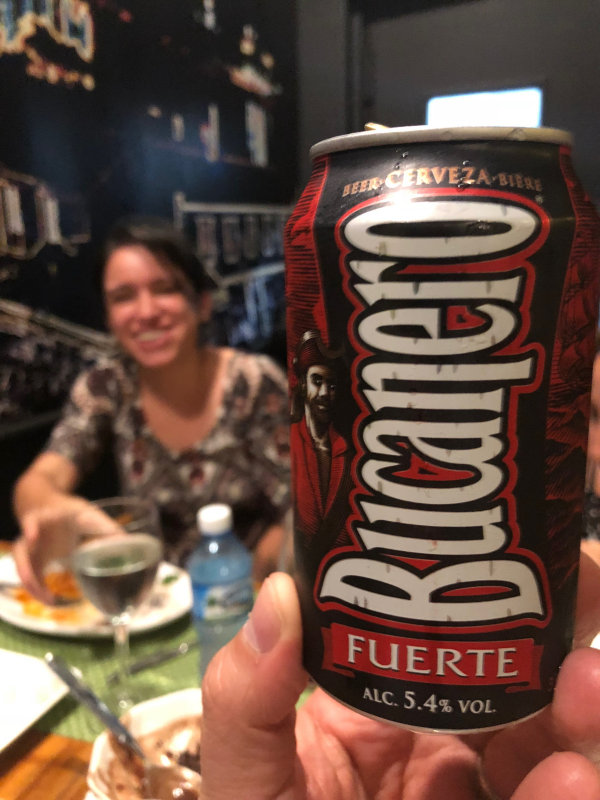 BEER·CERVEZA·BIÈRE
Bucanero
FUERTE
ALC. 5.4% VOL.